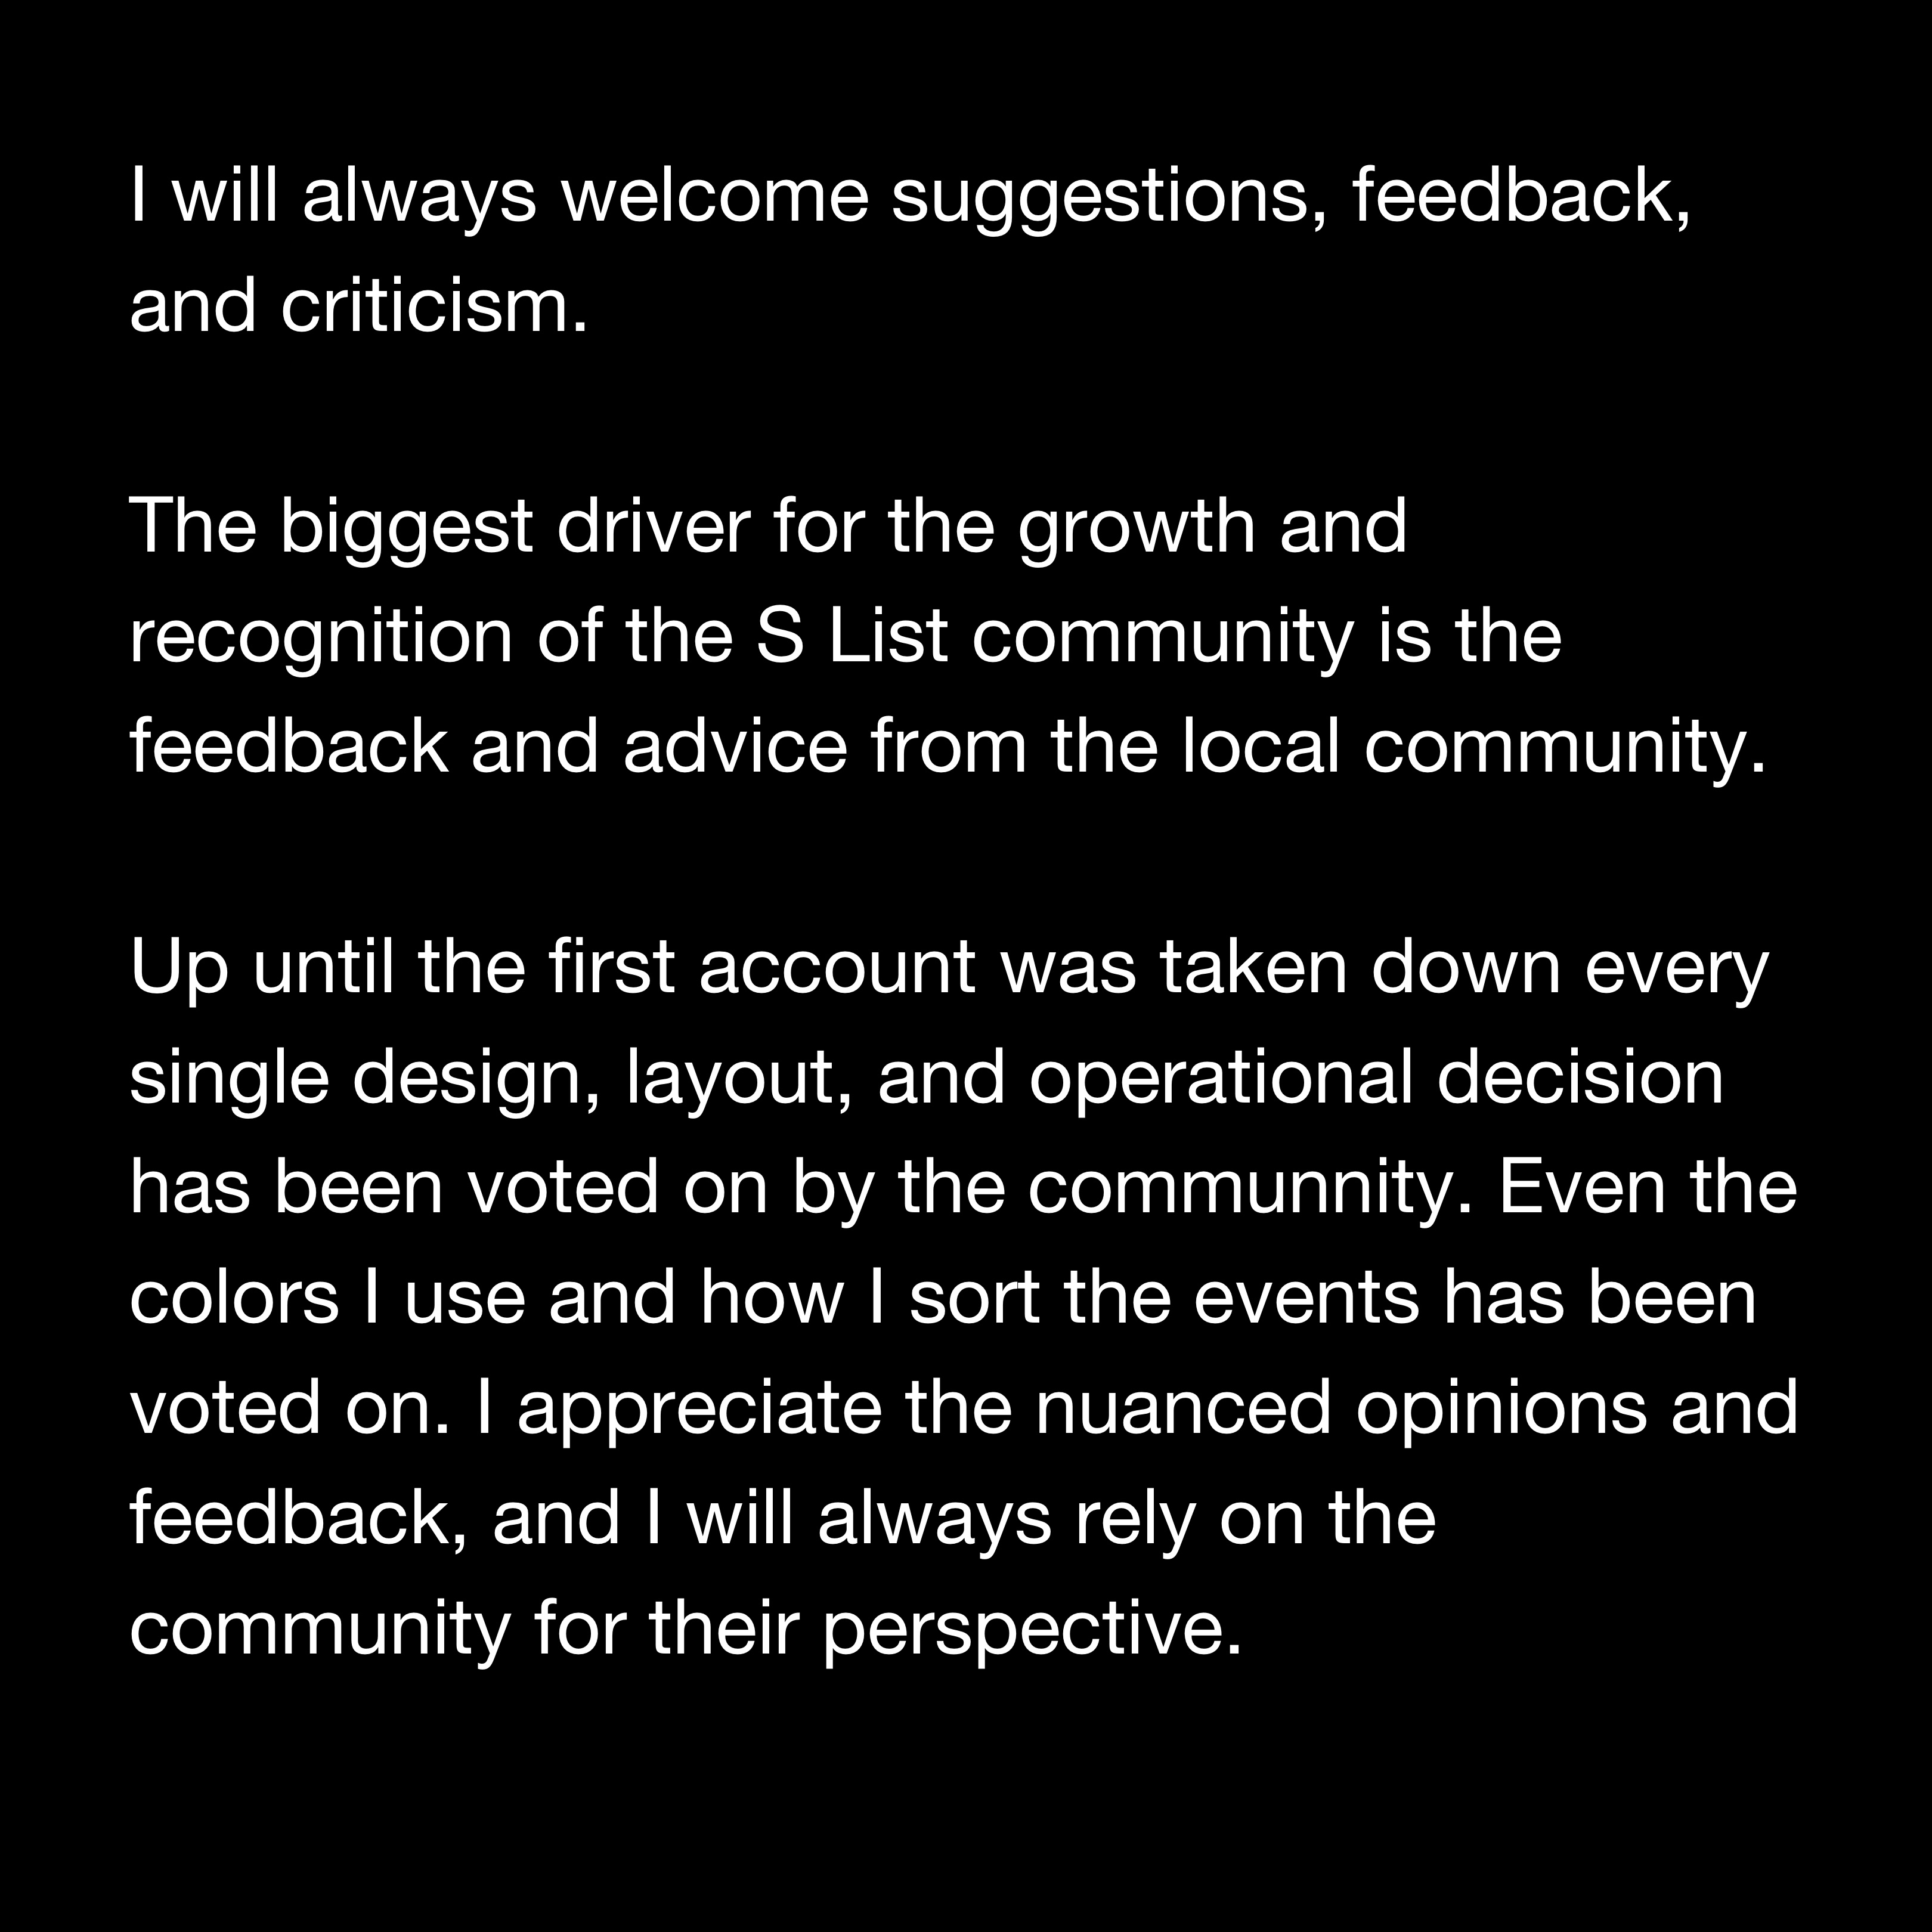 I will always welcome suggestions, feedback,
and criticism.
The biggest driver for the growth and
recognition of the S List community is the
feedback and advice from the local community.
Up until the first account was taken down every
single design, layout, and operational decision
has been voted on by the communnity. Even the
colors I use and how I sort the events has been
voted on. I appreciate the nuanced opinions and
feedback, and I will always rely on the
community for their perspective.